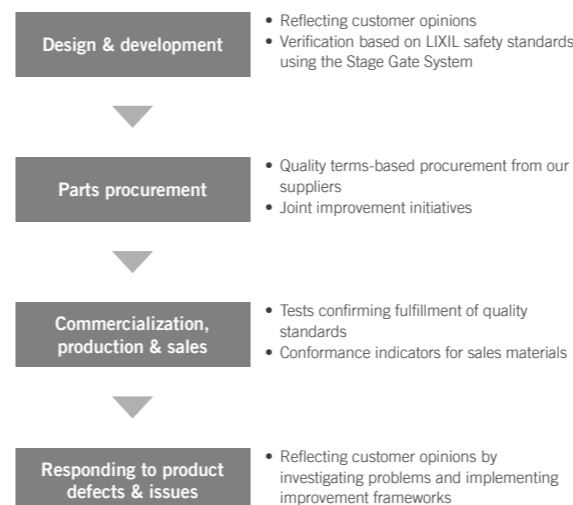 Design & development
• Reflecting customer opinions
• Verification based on LIXIL safety standards
using the Stage Gate System
Parts procurement
• Quality terms-based procurement from our
suppliers
• Joint improvement initiatives
Commercialization,
production & sales
• Tests confirming fulfillment of quality
standards
• Conformance indicators for sales materials
Responding to product
defects & issues
• Reflecting customer opinions by
investigating problems and implementing
improvement frameworks